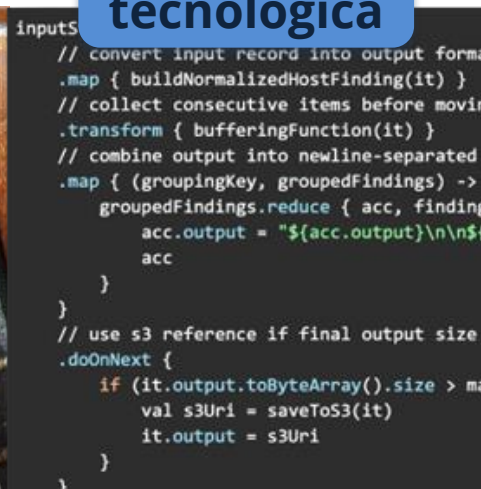 tecnológica
inputS
// convert input record into output forma
.map { buildNormalizedHostFinding(it) }
// collect consecutive items before movin
.transform { bufferingFunction(it) }
// combine output into newline-separated
.map { (groupingKey, groupedFindings) ->
groupedFindings.reduce { acc, finding
acc.output = "${acc.output}\n\n${
acc
}
}
// use s3 reference if final output size
.doOnNext {
if (it.output.toByteArray().size > ma
val s3Uri = saveToS3(it)
it.output = s3Uri
}
}